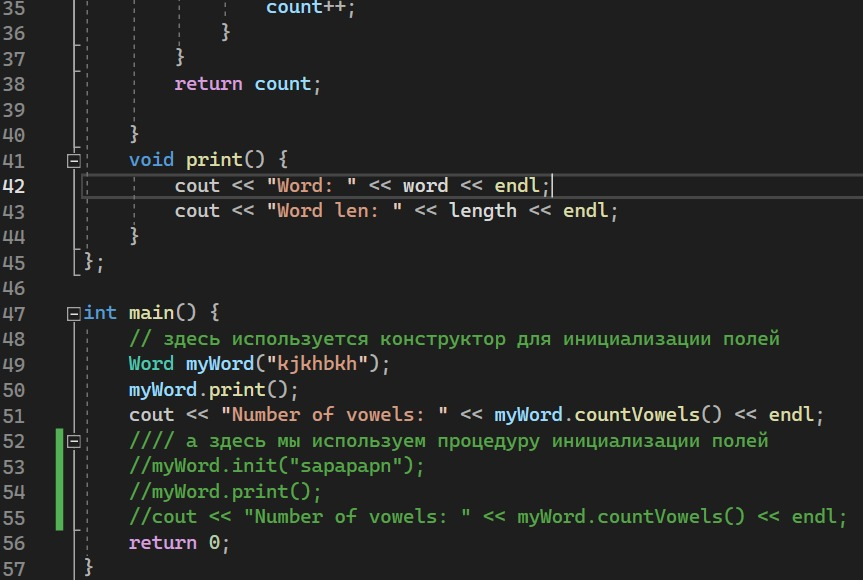 35 count++;
36 }
37 }
38 return count;
39
40 }
41 void print() {
42 cout << "Word: " << word << endl;
43 cout << "Word len: " << length << endl;
44 }
45 };
46
47 int main() {
48 // здесь используется конструктор для инициализации полей
49 Word myWord("kjkhbkh");
50 myWord.print();
51 cout << "Number of vowels: " << myWord.countVowels() << endl;
52 //// а здесь мы используем процедуру инициализации полей
53 //myWord.init("sapapapn");
54 //myWord.print();
55 //cout << "Number of vowels: " << myWord.countVowels() << endl;
56 return 0;
57 }